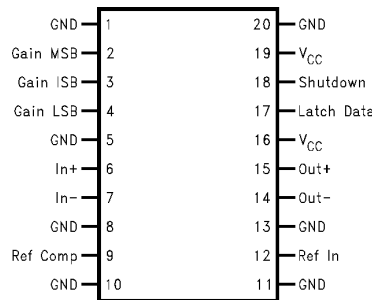 GND 1 20 GND
Gain MSB 2 19 VCC
Gain ISB 3 18 Shutdown
Gain LSB 4 17 Latch Data
GND 5 16 VCC
In+ 6 15 Out+
In- 7 14 Out-
GND 8 13 GND
Ref Comp 9 12 Ref In
GND 10 11 GND